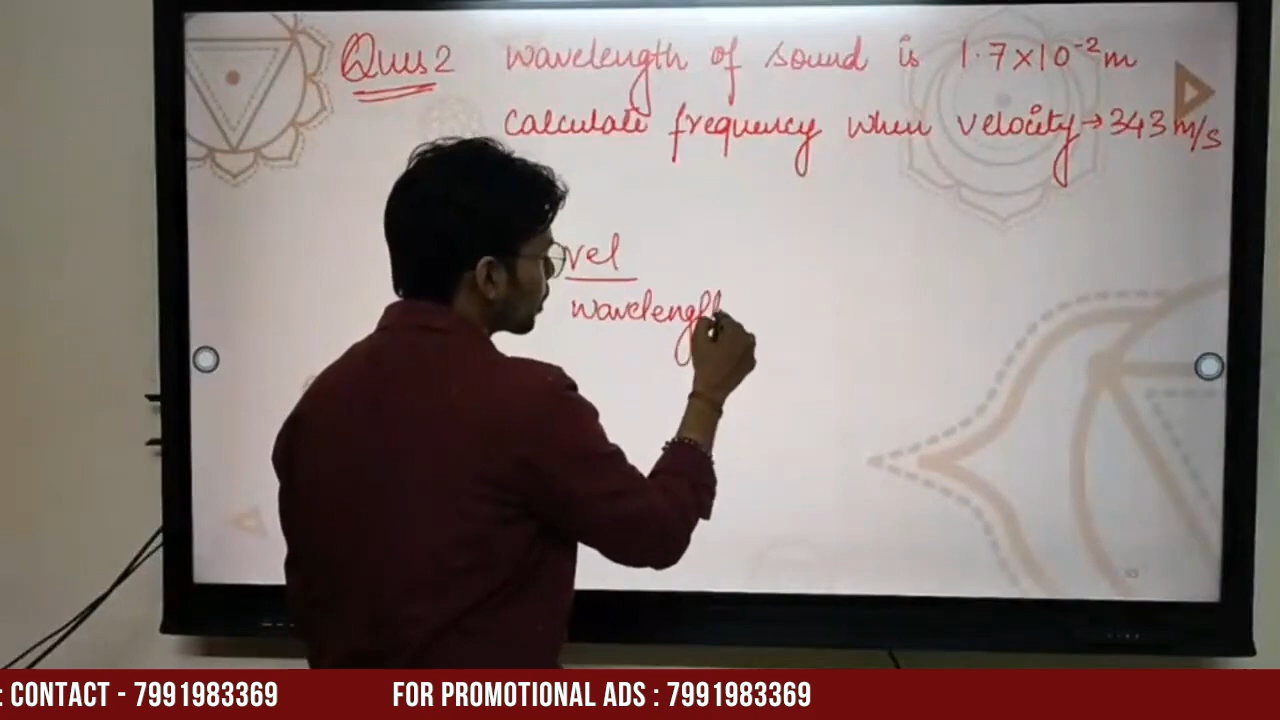 Ques 2 wavelength of sound is 1.7×10⁻² m
calculate frequency when velocity → 343 m/s
vel
wavelength
: CONTACT - 7991983369 FOR PROMOTIONAL ADS : 7991983369